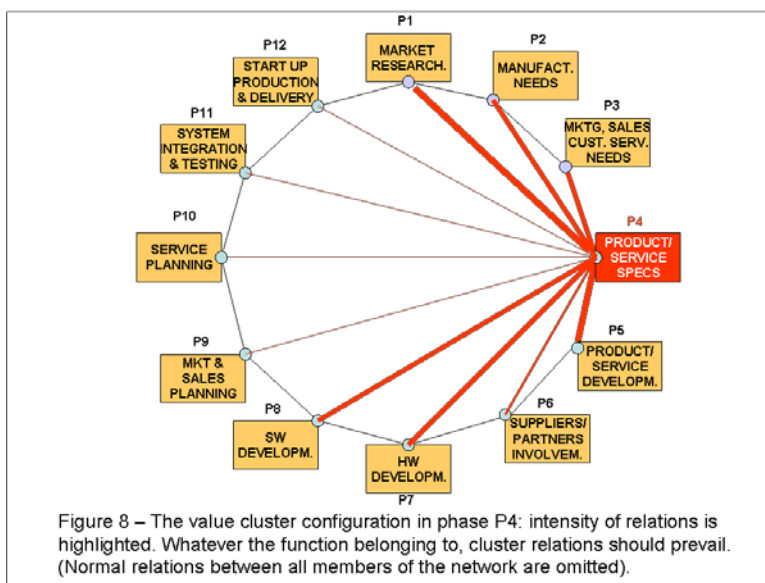 P1
MARKET
RESEARCH.
P2
MANUFACT.
NEEDS
P3
MKTG, SALES
CUST. SERV.
NEEDS
P4
PRODUCT/
SERVICE
SPECS
P5
PRODUCT/
SERVICE
DEVELOPM.
P6
SUPPLIERS/
PARTNERS
INVOLVEM.
HW
DEVELOPM.
P7
P8
SW
DEVELOPM.
P9
MKT &
SALES
PLANNING
P10
SERVICE
PLANNING
P11
SYSTEM
INTEGRATION
& TESTING
P12
START UP
PRODUCTION
& DELIVERY
Figure 8 – The value cluster configuration in phase P4: intensity of relations is
highlighted. Whatever the function belonging to, cluster relations should prevail.
(Normal relations between all members of the network are omitted).